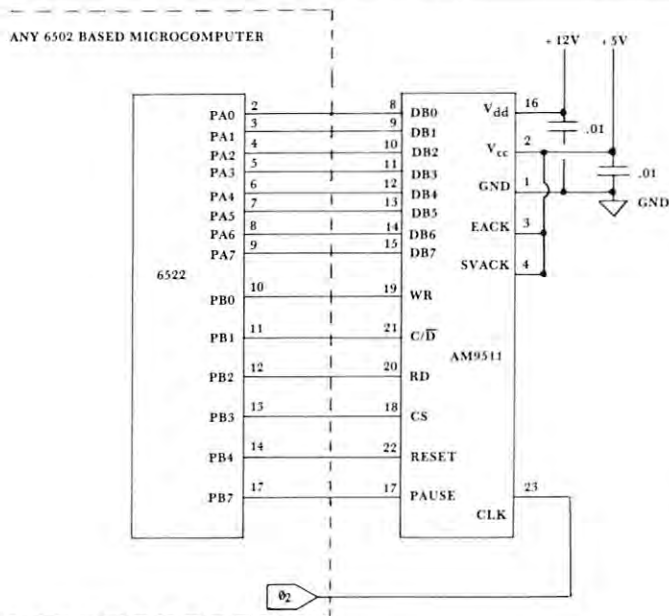 ANY 6502 BASED MICROCOMPUTER
+ 12V + 5V
PA0 2 8 DB0 Vdd 16
PA1 3 9 DB1 .01
PA2 4 10 DB2 Vcc 2
PA3 5 11 DB3 .01
PA4 6 12 DB4 GND 1
PA5 7 13 DB5 GND
PA6 8 14 DB6 EACK 3
PA7 9 15 DB7
SVACK 4
6522
PB0 10 19 WR
PB1 11 21 C/D̅
AM9511
PB2 12 20 RD
PB3 13 18 CS
PB4 14 22 RESET
PB7 17 17 PAUSE 23
CLK
Ø2